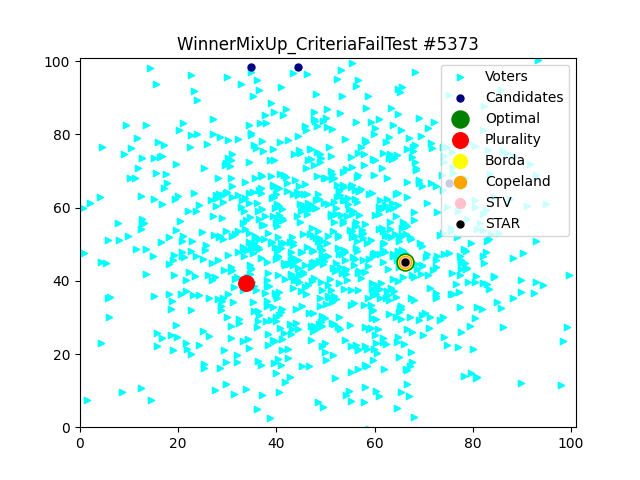 WinnerMixUp_CriteriaFailTest #5373
100
80
60
40
20
0
0
20
40
60
80
100
Voters
Candidates
Optimal
Plurality
Borda
Copeland
STV
STAR